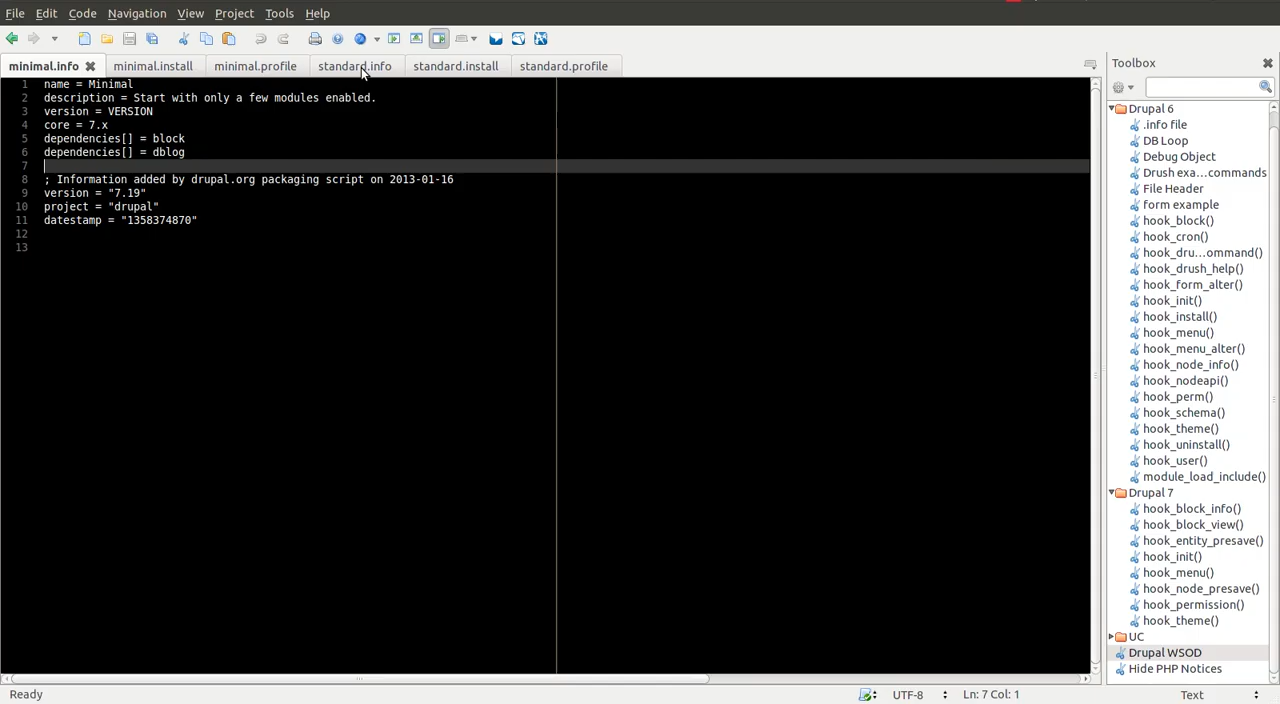 File Edit Code Navigation View Project Tools Help
minimal.info minimal.install minimal.profile standard.info standard.install standard.profile
1 name = Minimal
2 description = Start with only a few modules enabled.
3 version = VERSION
4 core = 7.x
5 dependencies[] = block
6 dependencies[] = dblog
7
8 ; Information added by drupal.org packaging script on 2013-01-16
9 version = "7.19"
10 project = "drupal"
11 datestamp = "1358374870"
12
13
Toolbox
Drupal 6
.info file
DB Loop
Debug Object
Drush exa...commands
File Header
form example
hook_block()
hook_cron()
hook_dru...ommand()
hook_drush_help()
hook_form_alter()
hook_init()
hook_install()
hook_menu()
hook_menu_alter()
hook_node_info()
hook_nodeapi()
hook_perm()
hook_schema()
hook_theme()
hook_uninstall()
hook_user()
module_load_include()
Drupal 7
hook_block_info()
hook_block_view()
hook_entity_presave()
hook_init()
hook_menu()
hook_node_presave()
hook_permission()
hook_theme()
UC
Drupal WSOD
Hide PHP Notices
Ready UTF-8 Ln: 7 Col: 1 Text